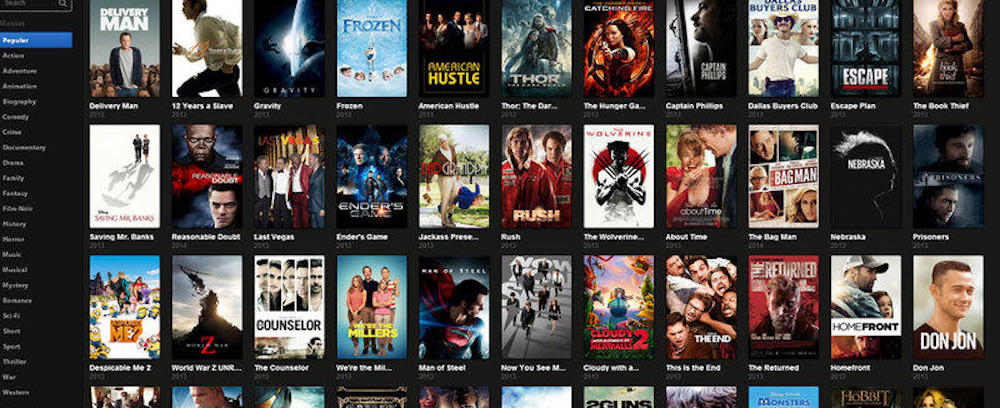 Search
Movies
Popular
Action
Adventure
Animation
Biography
Comedy
Crime
Documentary
Drama
Family
Fantasy
Film Noir
History
Horror
Music
Musical
Mystery
Romance
Sci-Fi
Short
Sport
Thriller
War
Western
DELIVERY MAN
GRAVITY
FROZEN
AMERICAN HUSTLE
THOR
CATCHING FIRE
CAPTAIN PHILLIPS
DALLAS BUYERS CLUB
ESCAPE
the book thief
Delivery Man
12 Years a Slave
Gravity
Frozen
American Hustle
Thor: The Dar...
The Hunger Ga...
Captain Phillips
Dallas Buyers Club
Escape Plan
The Book Thief
2013 2013 2013 2013 2013 2013 2013 2013 2013 2013 2013
SAVING MR. BANKS
REASONABLE DOUBT
LAST VEGAS
ENDER'S GAME
BAD GRANDPA
RUSH
THE WOLVERINE
about Time
THE BAG MAN
NEBRASKA
PRISONERS
Saving Mr. Banks
Reasonable Doubt
Last Vegas
Ender's Game
Jackass Prese...
Rush
The Wolverine...
About Time
The Bag Man
Nebraska
Prisoners
2013 2014 2013 2013 2013 2013 2013 2013 2014 2013 2013
ME 2
WORLD WAR Z
THE COUNSELOR
WE'RE THE MILLERS
MAN OF STEEL
NOW YOU
CLOUDY 2 MEATBALLS
THE END
THE RETURNED
HOMEFRONT
DON JON
Despicable Me 2
World War Z UNR...
The Counselor
We're the Mil...
Man of Steel
Now You See M...
Cloudy with a...
This Is the End
The Returned
Homefront
Don Jon
2013 2013 2013 2013 2013 2013 2013 2013 2013 2013 2013
2GUNS
MONSTERS
HOBBIT